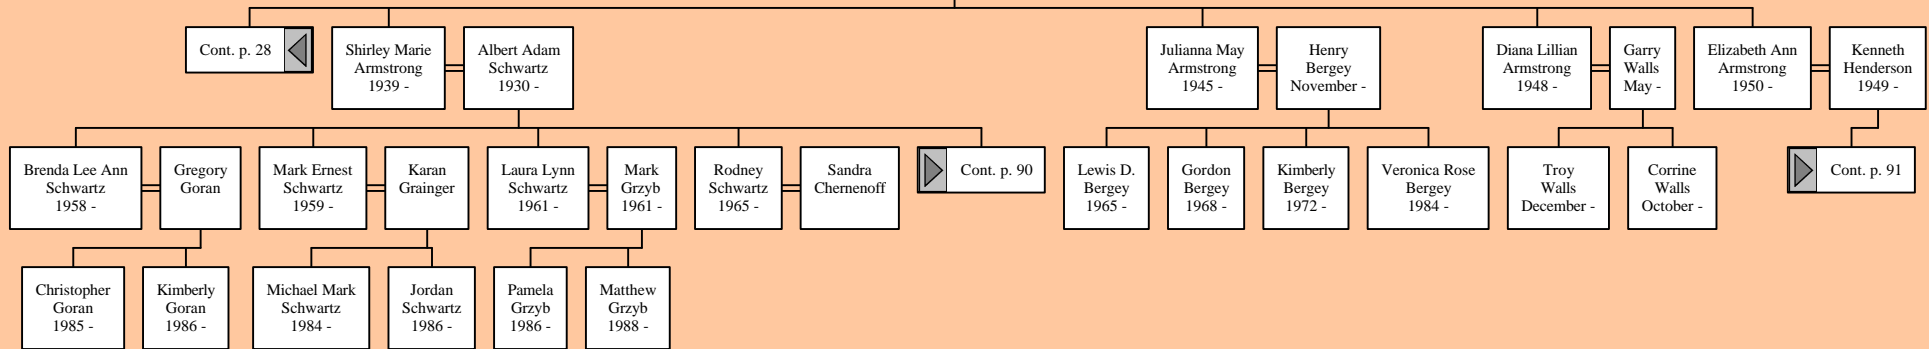 Cont. p. 28
Shirley Marie
Armstrong
1939 -
Albert Adam
Schwartz
1930 -
Julianna May
Armstrong
1945 -
Henry
Bergey
November -
Diana Lillian
Armstrong
1948 -
Garry
Walls
May -
Elizabeth Ann
Armstrong
1950 -
Kenneth
Henderson
1949 -
Brenda Lee Ann
Schwartz
1958 -
Gregory
Goran
Mark Ernest
Schwartz
1959 -
Karan
Grainger
Laura Lynn
Schwartz
1961 -
Mark
Grzyb
1961 -
Rodney
Schwartz
1965 -
Sandra
Chernenoff
Cont. p. 90
Lewis D.
Bergey
1965 -
Gordon
Bergey
1968 -
Kimberly
Bergey
1972 -
Veronica Rose
Bergey
1984 -
Troy
Walls
December -
Corrine
Walls
October -
Cont. p. 91
Christopher
Goran
1985 -
Kimberly
Goran
1986 -
Michael Mark
Schwartz
1984 -
Jordan
Schwartz
1986 -
Pamela
Grzyb
1986 -
Matthew
Grzyb
1988 -